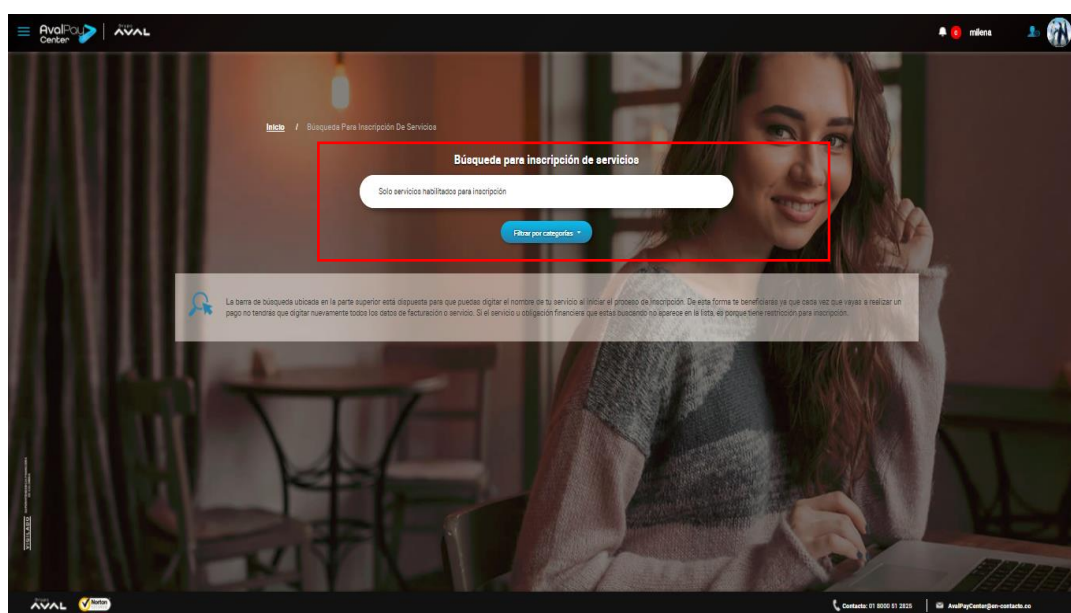 AvalPay
Center
Grupo
AVAL
6
milena
Inicio / Búsqueda Para Inscripción De Servicios
Búsqueda para inscripción de servicios
Solo servicios habilitados para inscripción
Filtrar por categorías
La barra de búsqueda ubicada en la parte superior está dispuesta para que puedas digitar el nombre de tu servicio al iniciar el proceso de inscripción. De esta forma te beneficiarás ya que cada vez que vayas a realizar un
pago no tendrás que digitar nuevamente todos los datos de facturación o servicio. Si el servicio u obligación financiera que estas buscando no aparece en la lista, es porque tiene restricción para inscripción.
VIGILADO
Grupo
AVAL
Norton
Contacto: 01 8000 51 2825
AvalPayCenter@en-contacto.co